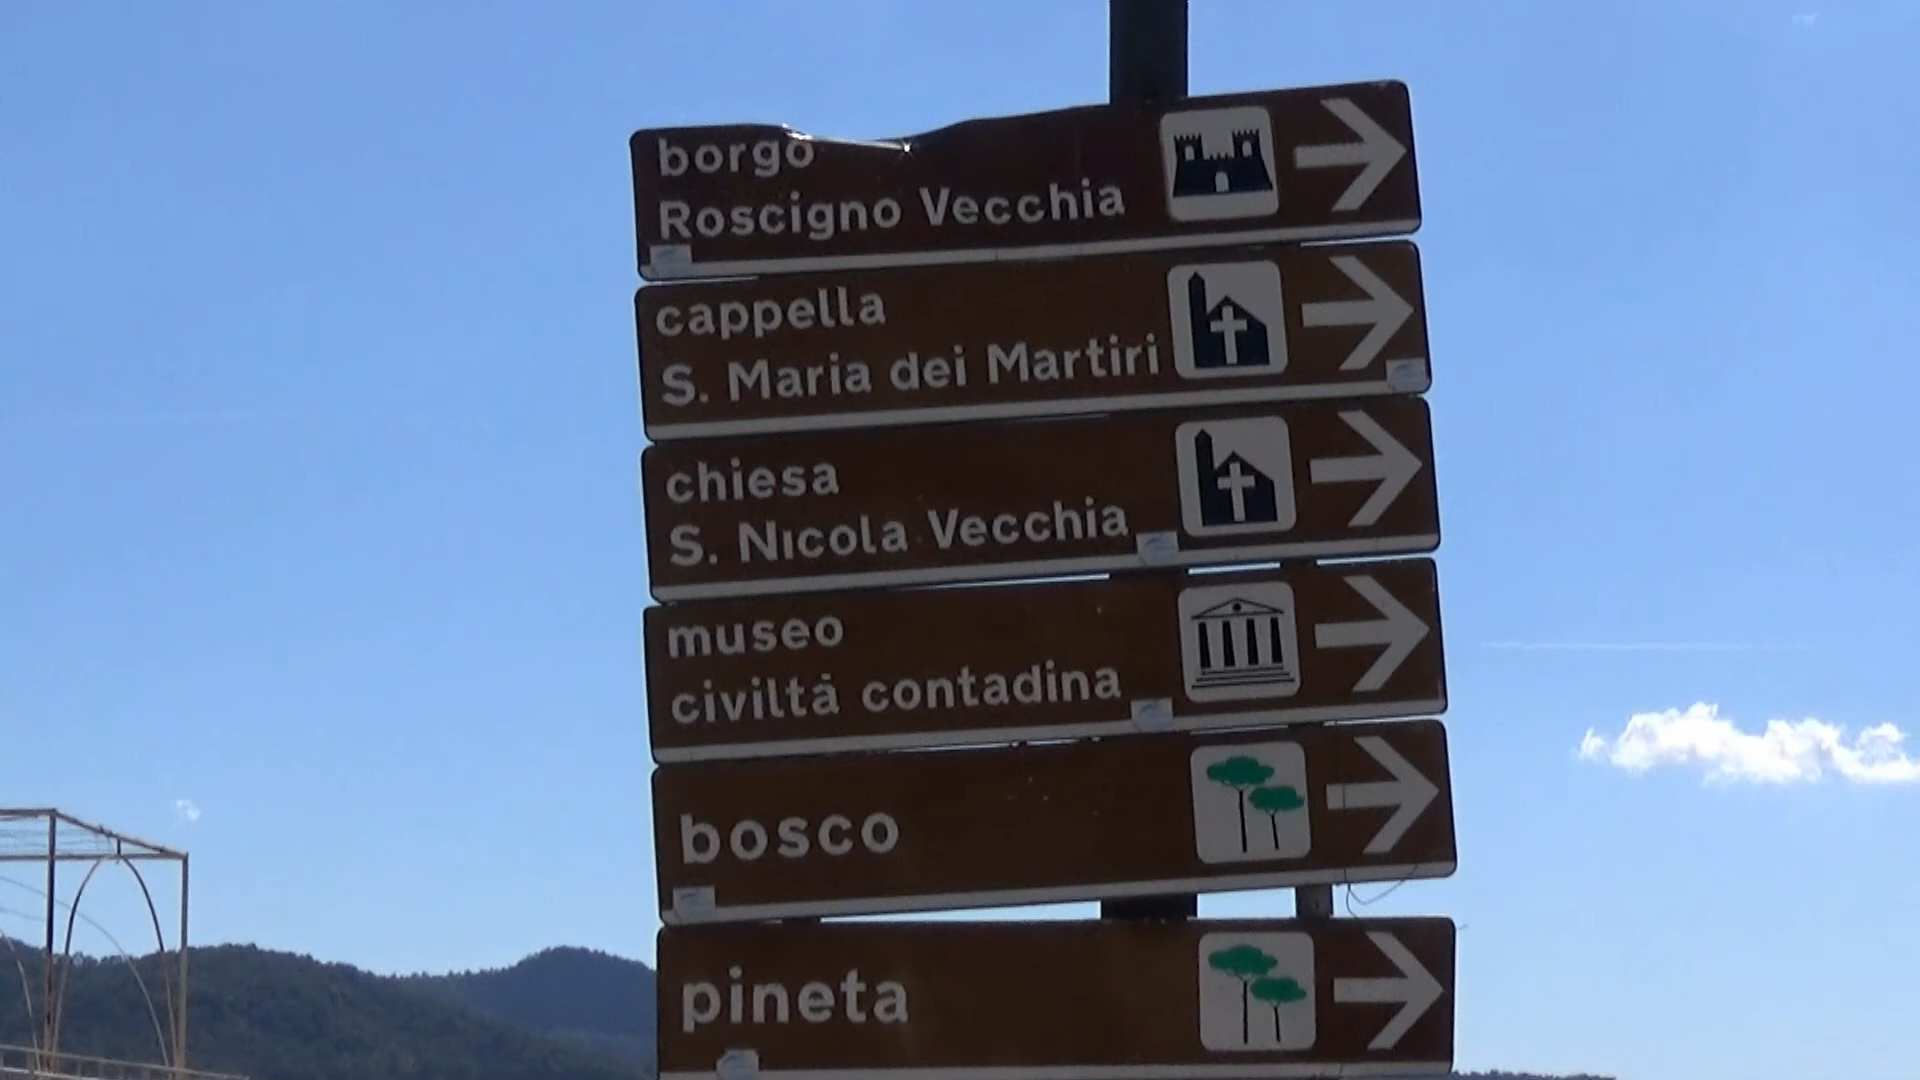 borgo
Roscigno Vecchia
cappella
S. Maria dei Martiri
chiesa
S. Nicola Vecchia
museo
civiltà contadina
bosco
pineta